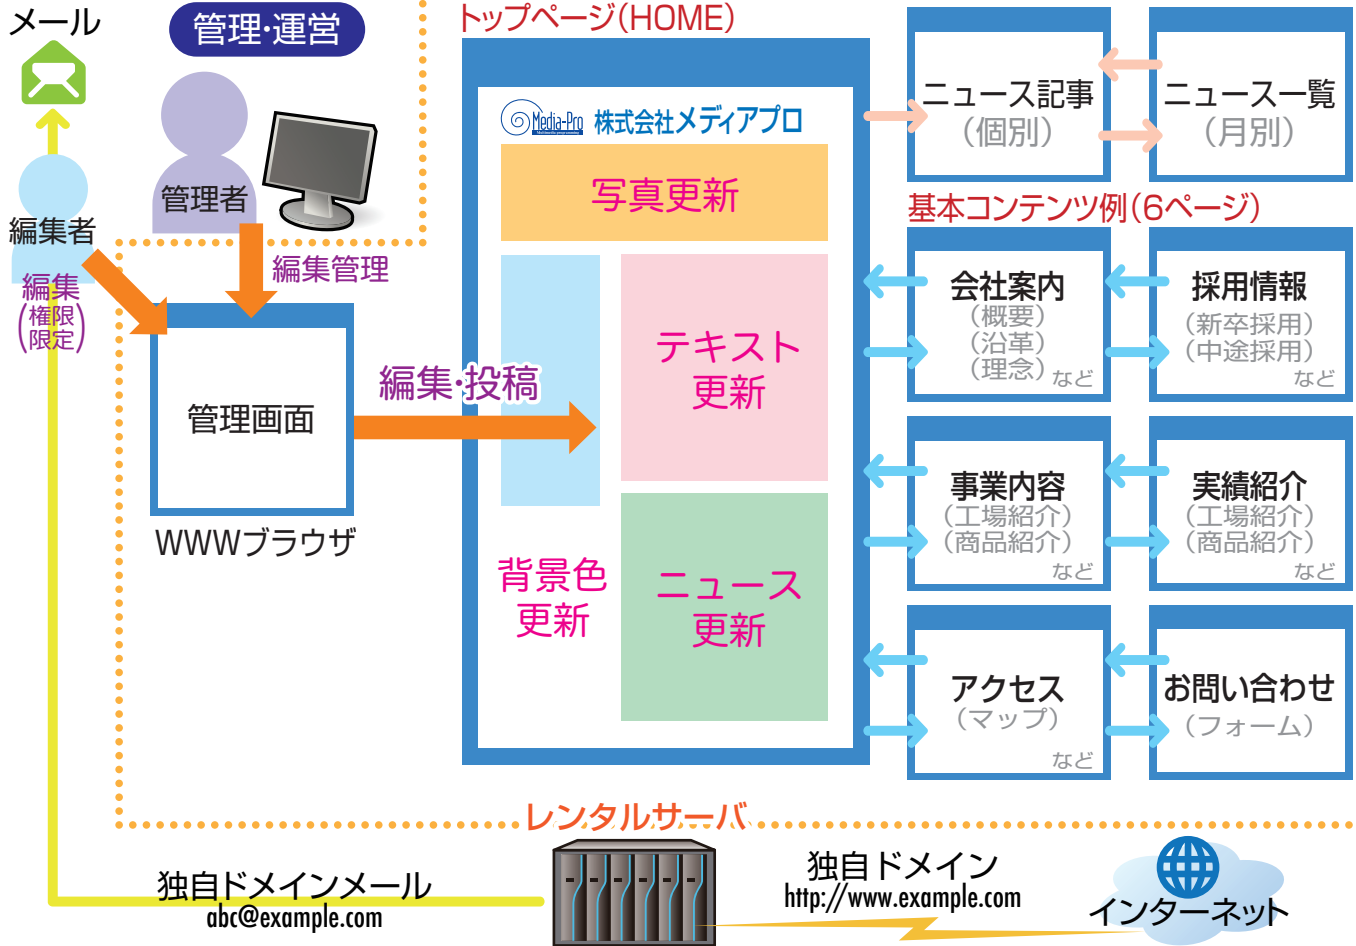 メール
管理・運営
管理者
編集者
編集
(権限
限定)
編集管理
管理画面
WWWブラウザ
編集・投稿
トップページ(HOME)
Media-Pro
株式会社メディアプロ
写真更新
テキスト
更新
背景色
更新
ニュース
更新
ニュース記事
(個別)
ニュース一覧
(月別)
基本コンテンツ例(6ページ)
会社案内
(概要)
(沿革)
(理念)など
採用情報
(新卒採用)
(中途採用)
など
事業内容
(工場紹介)
(商品紹介)
など
実績紹介
(工場紹介)
(商品紹介)
など
アクセス
(マップ)
など
お問い合わせ
(フォーム)
レンタルサーバ
独自ドメインメール
abc@example.com
独自ドメイン
http://www.example.com
インターネット